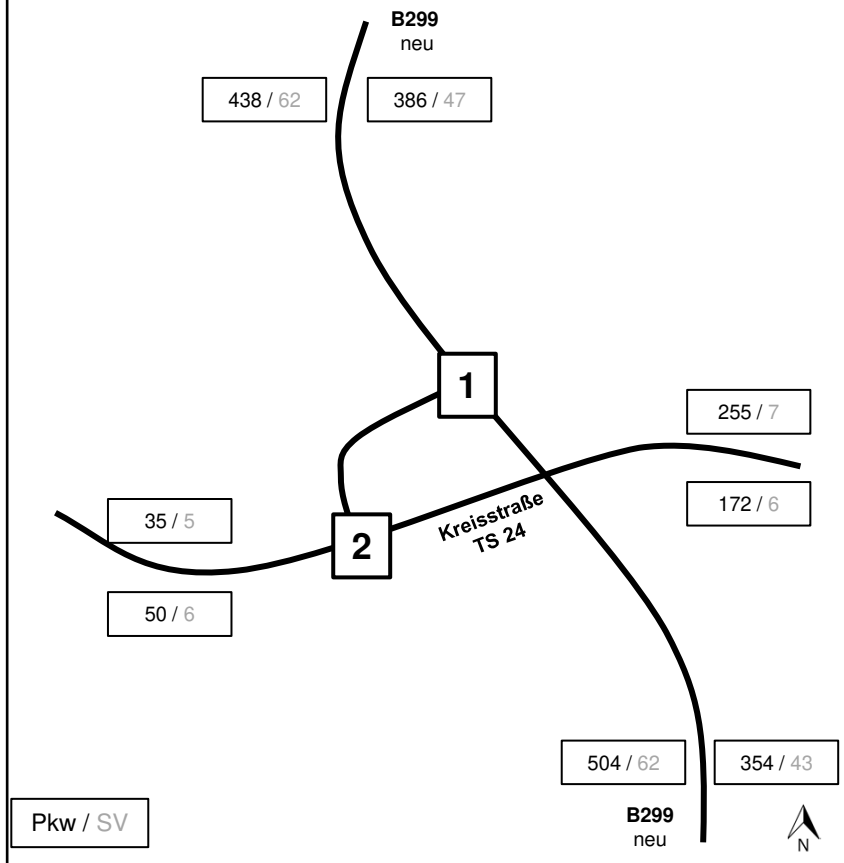 B299
neu
438 / 62
386 / 47
1
255 / 7
172 / 6
Kreisstraße
TS 24
35 / 5
2
50 / 6
504 / 62
354 / 43
Pkw / SV
B299
neu
N